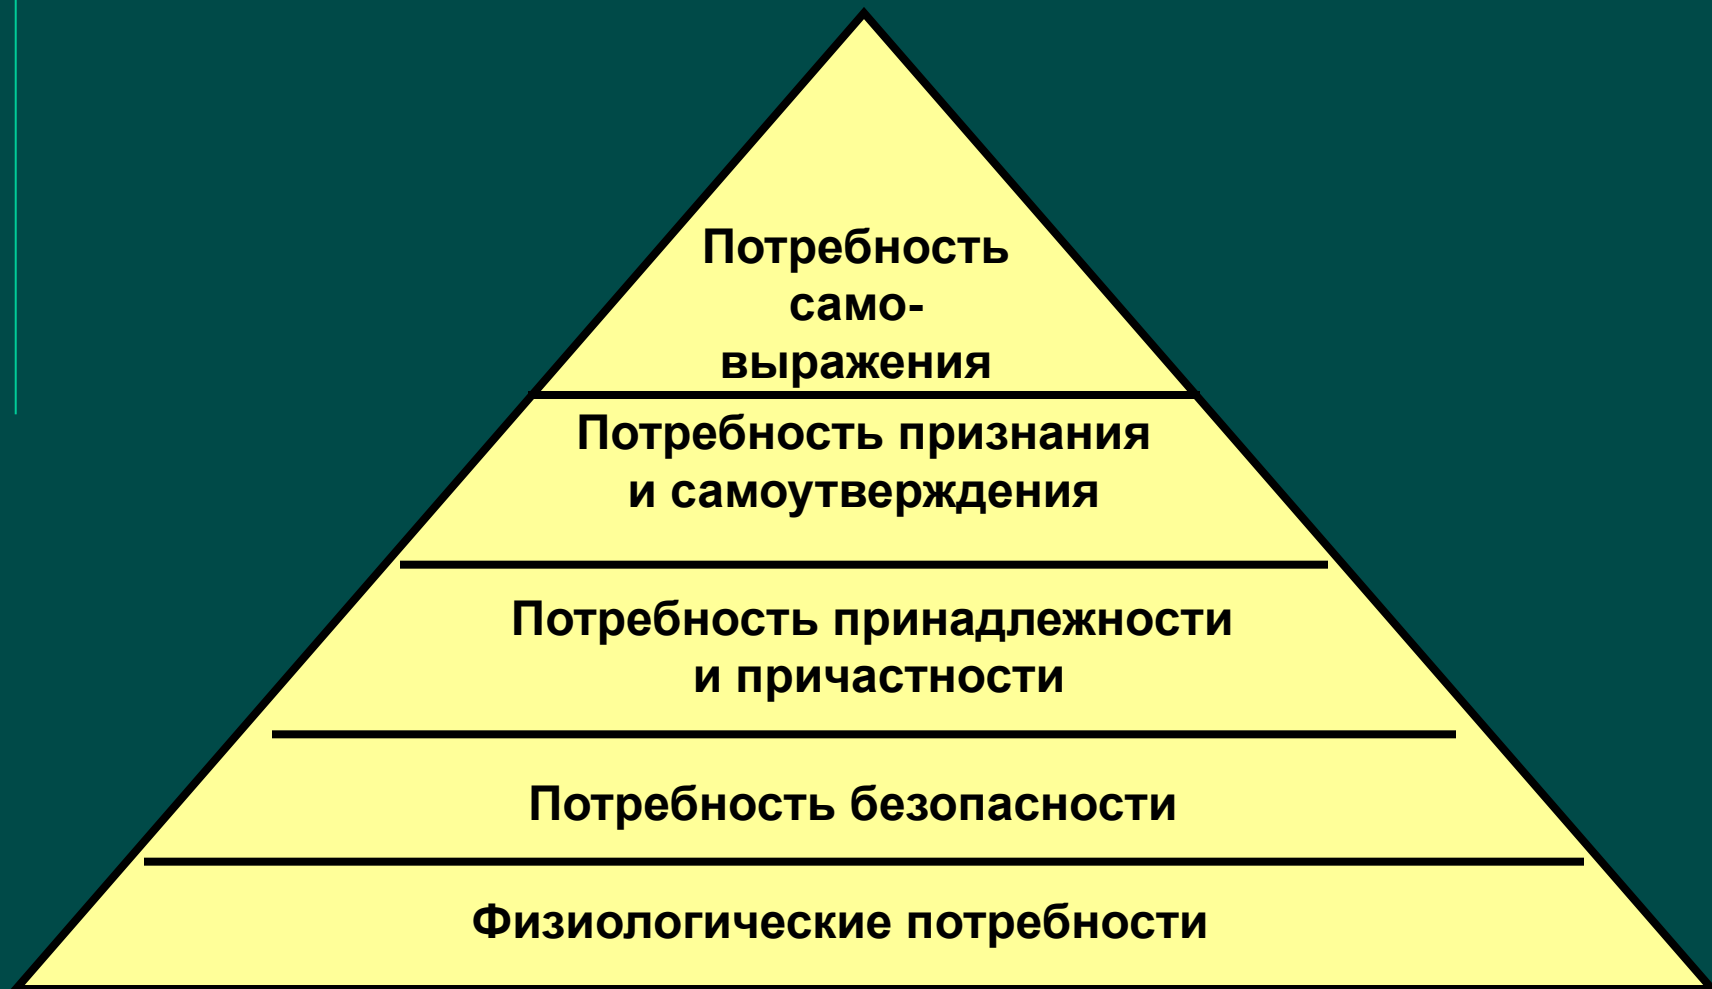 Потребность
само-
выражения
Потребность признания
и самоутверждения
Потребность принадлежности
и причастности
Потребность безопасности
Физиологические потребности